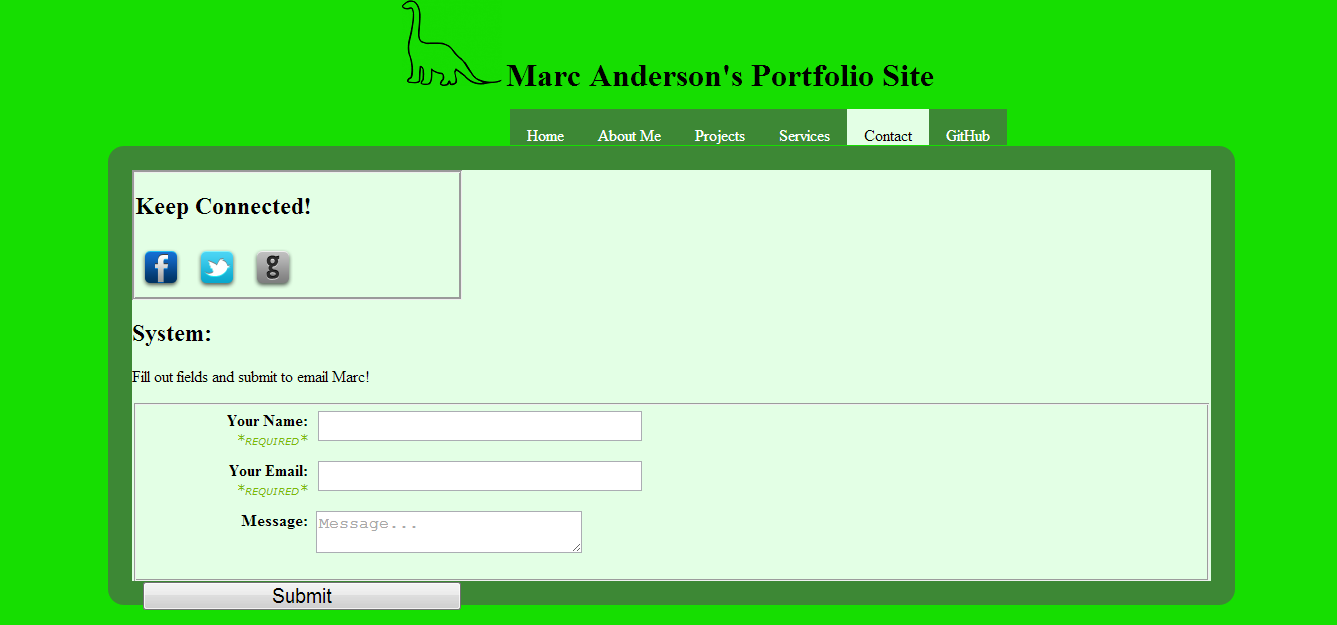 Marc Anderson's Portfolio Site
Home About Me Projects Services Contact GitHub
Keep Connected!
f g
System:
Fill out fields and submit to email Marc!
Your Name:
*REQUIRED*
Your Email:
*REQUIRED*
Message: Message...
Submit